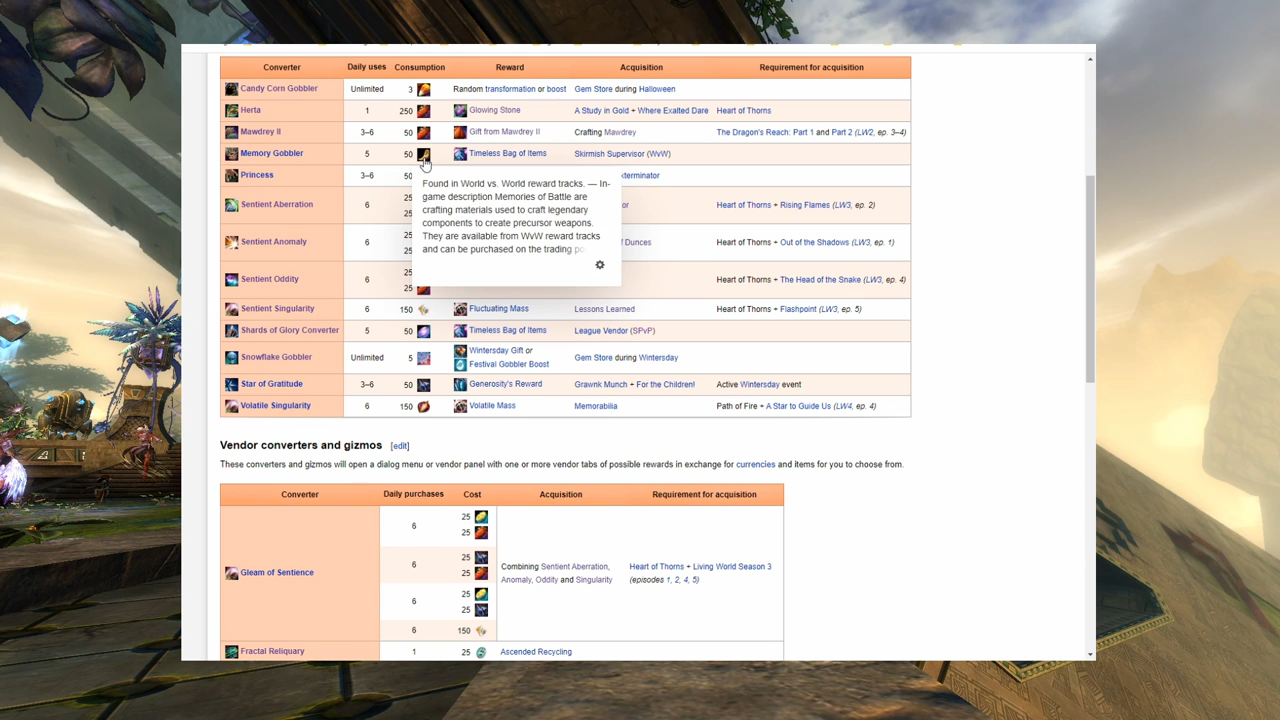 Converter Daily uses Consumption Reward Acquisition Requirement for acquisition
Candy Corn Gobbler Unlimited 3 Random transformation or boost Gem Store during Halloween
Herta 1 250 Glowing Stone A Study in Gold + Where Exalted Dare Heart of Thorns
Mawdrey II 3–6 50 Gift from Mawdrey II Crafting Mawdrey The Dragon's Reach: Part 1 and Part 2 (LW2, ep. 3–4)
Memory Gobbler 5 50 Timeless Bag of Items Skirmish Supervisor (WvW)
Princess 3–6 50
Found in World vs. World reward tracks. — In-
game description Memories of Battle are
crafting materials used to craft legendary
components to create precursor weapons.
They are available from WvW reward tracks
and can be purchased on the trading
25
Sentient Aberration 6 Heart of Thorns + Rising Flames (LW3, ep. 2)
25
25
Sentient Anomaly 6 of Dunces Heart of Thorns + Out of the Shadows (LW3, ep. 1)
25
25
Sentient Oddity 6 Heart of Thorns + The Head of the Snake (LW3, ep. 4)
25
Sentient Singularity 6 150 Fluctuating Mass Lessons Learned Heart of Thorns + Flashpoint (LW3, ep. 5)
Shards of Glory Converter 5 50 Timeless Bag of Items League Vendor (SPvP)
Snowflake Gobbler Unlimited 5 Wintersday Gift or
Festival Gobbler Boost Gem Store during Wintersday
Star of Gratitude 3–6 50 Generosity's Reward Grawnk Munch + For the Children! Active Wintersday event
Volatile Singularity 6 150 Volatile Mass Memorabilia Path of Fire + A Star to Guide Us (LW4, ep. 4)
Vendor converters and gizmos [edit]
These converters and gizmos will open a dialog menu or vendor panel with one or more vendor tabs of possible rewards in exchange for currencies and items for you to choose from.
Converter Daily purchases Cost Acquisition Requirement for acquisition
6 25
25
6 25
25
Gleam of Sentience Combining Sentient Aberration, Heart of Thorns + Living World Season 3
Anomaly, Oddity and Singularity (episodes 1, 2, 4, 5)
6 25
25
6 150
Fractal Reliquary 1 25 Ascended Recycling